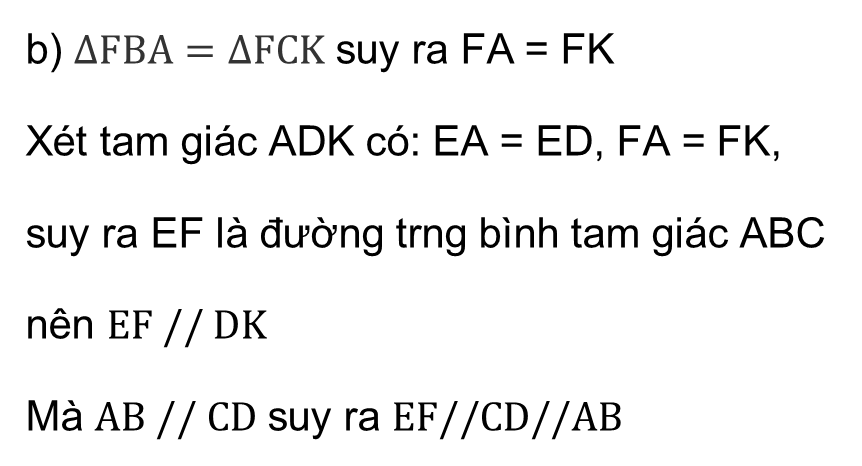 b) ΔFBA = ΔFCK suy ra FA = FK
Xét tam giác ADK có: EA = ED, FA = FK,
suy ra EF là đường trng bình tam giác ABC
nên EF // DK
Mà AB // CD suy ra EF//CD//AB